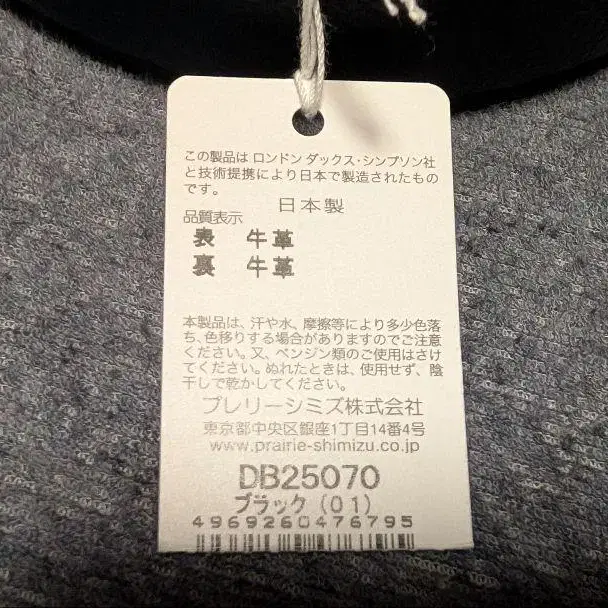 この製品は ロンドン ダックス・シンプソン社
と技術提携により日本で製造されたもの
です。
日本製
品質表示
表 牛革
裏 牛革
本製品は、汗や水、摩擦等により多少色落
ち、色移りする場合がありますのでご注意
ください。又、ベンジン類のご使用はさけ
てください。ぬれたときは、使用せず、陰
干しで乾かしてください。
プレリーシミズ株式会社
東京都中央区銀座1丁目14番4号
www.prairie-shimizu.co.jp
DB25070
ブラック(01)
4969260476795